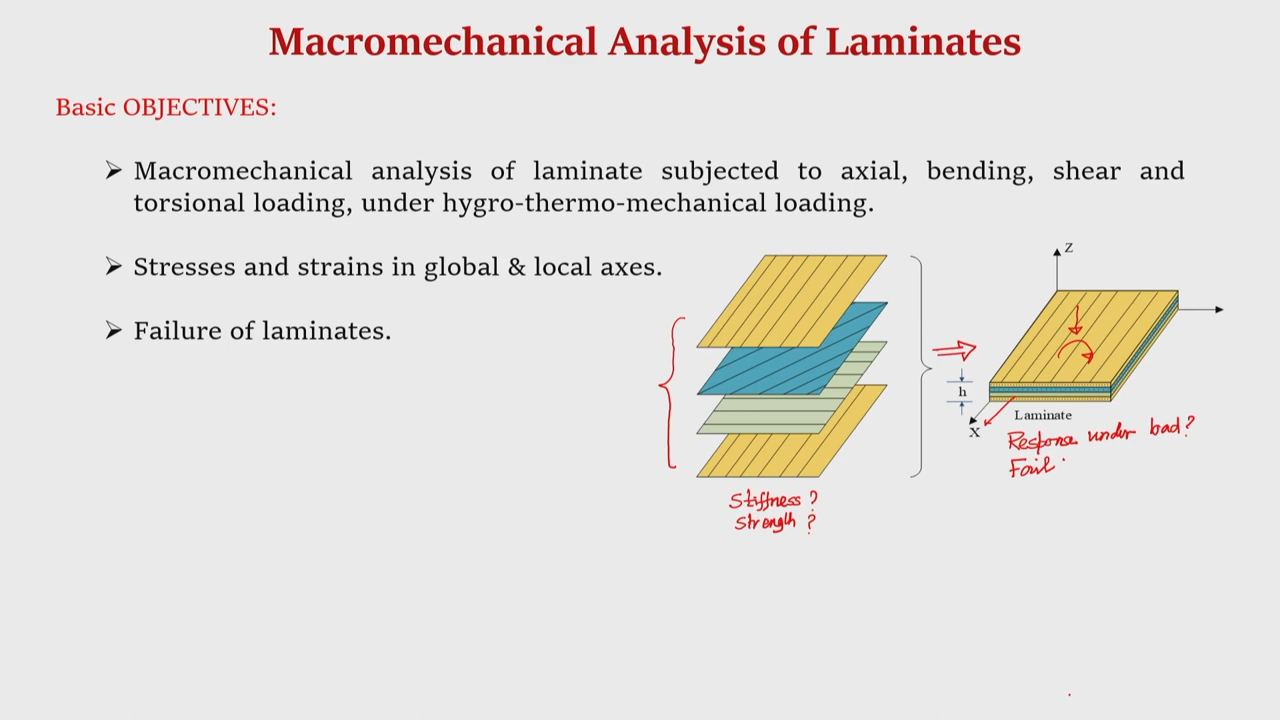 Macromechanical Analysis of Laminates
Basic OBJECTIVES:
➢ Macromechanical analysis of laminate subjected to axial, bending, shear and
torsional loading, under hygro-thermo-mechanical loading.
➢ Stresses and strains in global & local axes.
➢ Failure of laminates.
Z
h
X
Laminate
Response under load?
Fail.
Stiffness?
Strength?